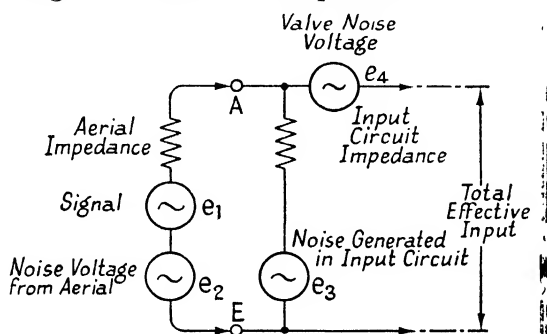 Valve Noise
Voltage
e4
A
Aerial
Impedance
Input
Circuit
Impedance
Signal
e1
Total
Effective
Input
Noise Voltage
from Aerial
e2
Noise Generated
in Input Circuit
e3
E